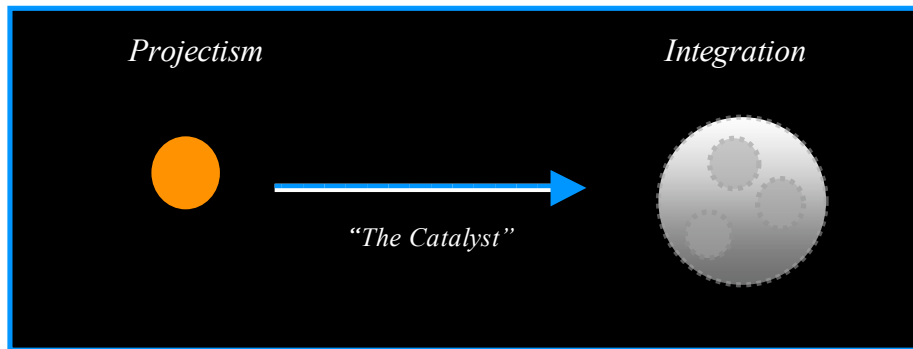 Projectism
Integration
“The Catalyst”